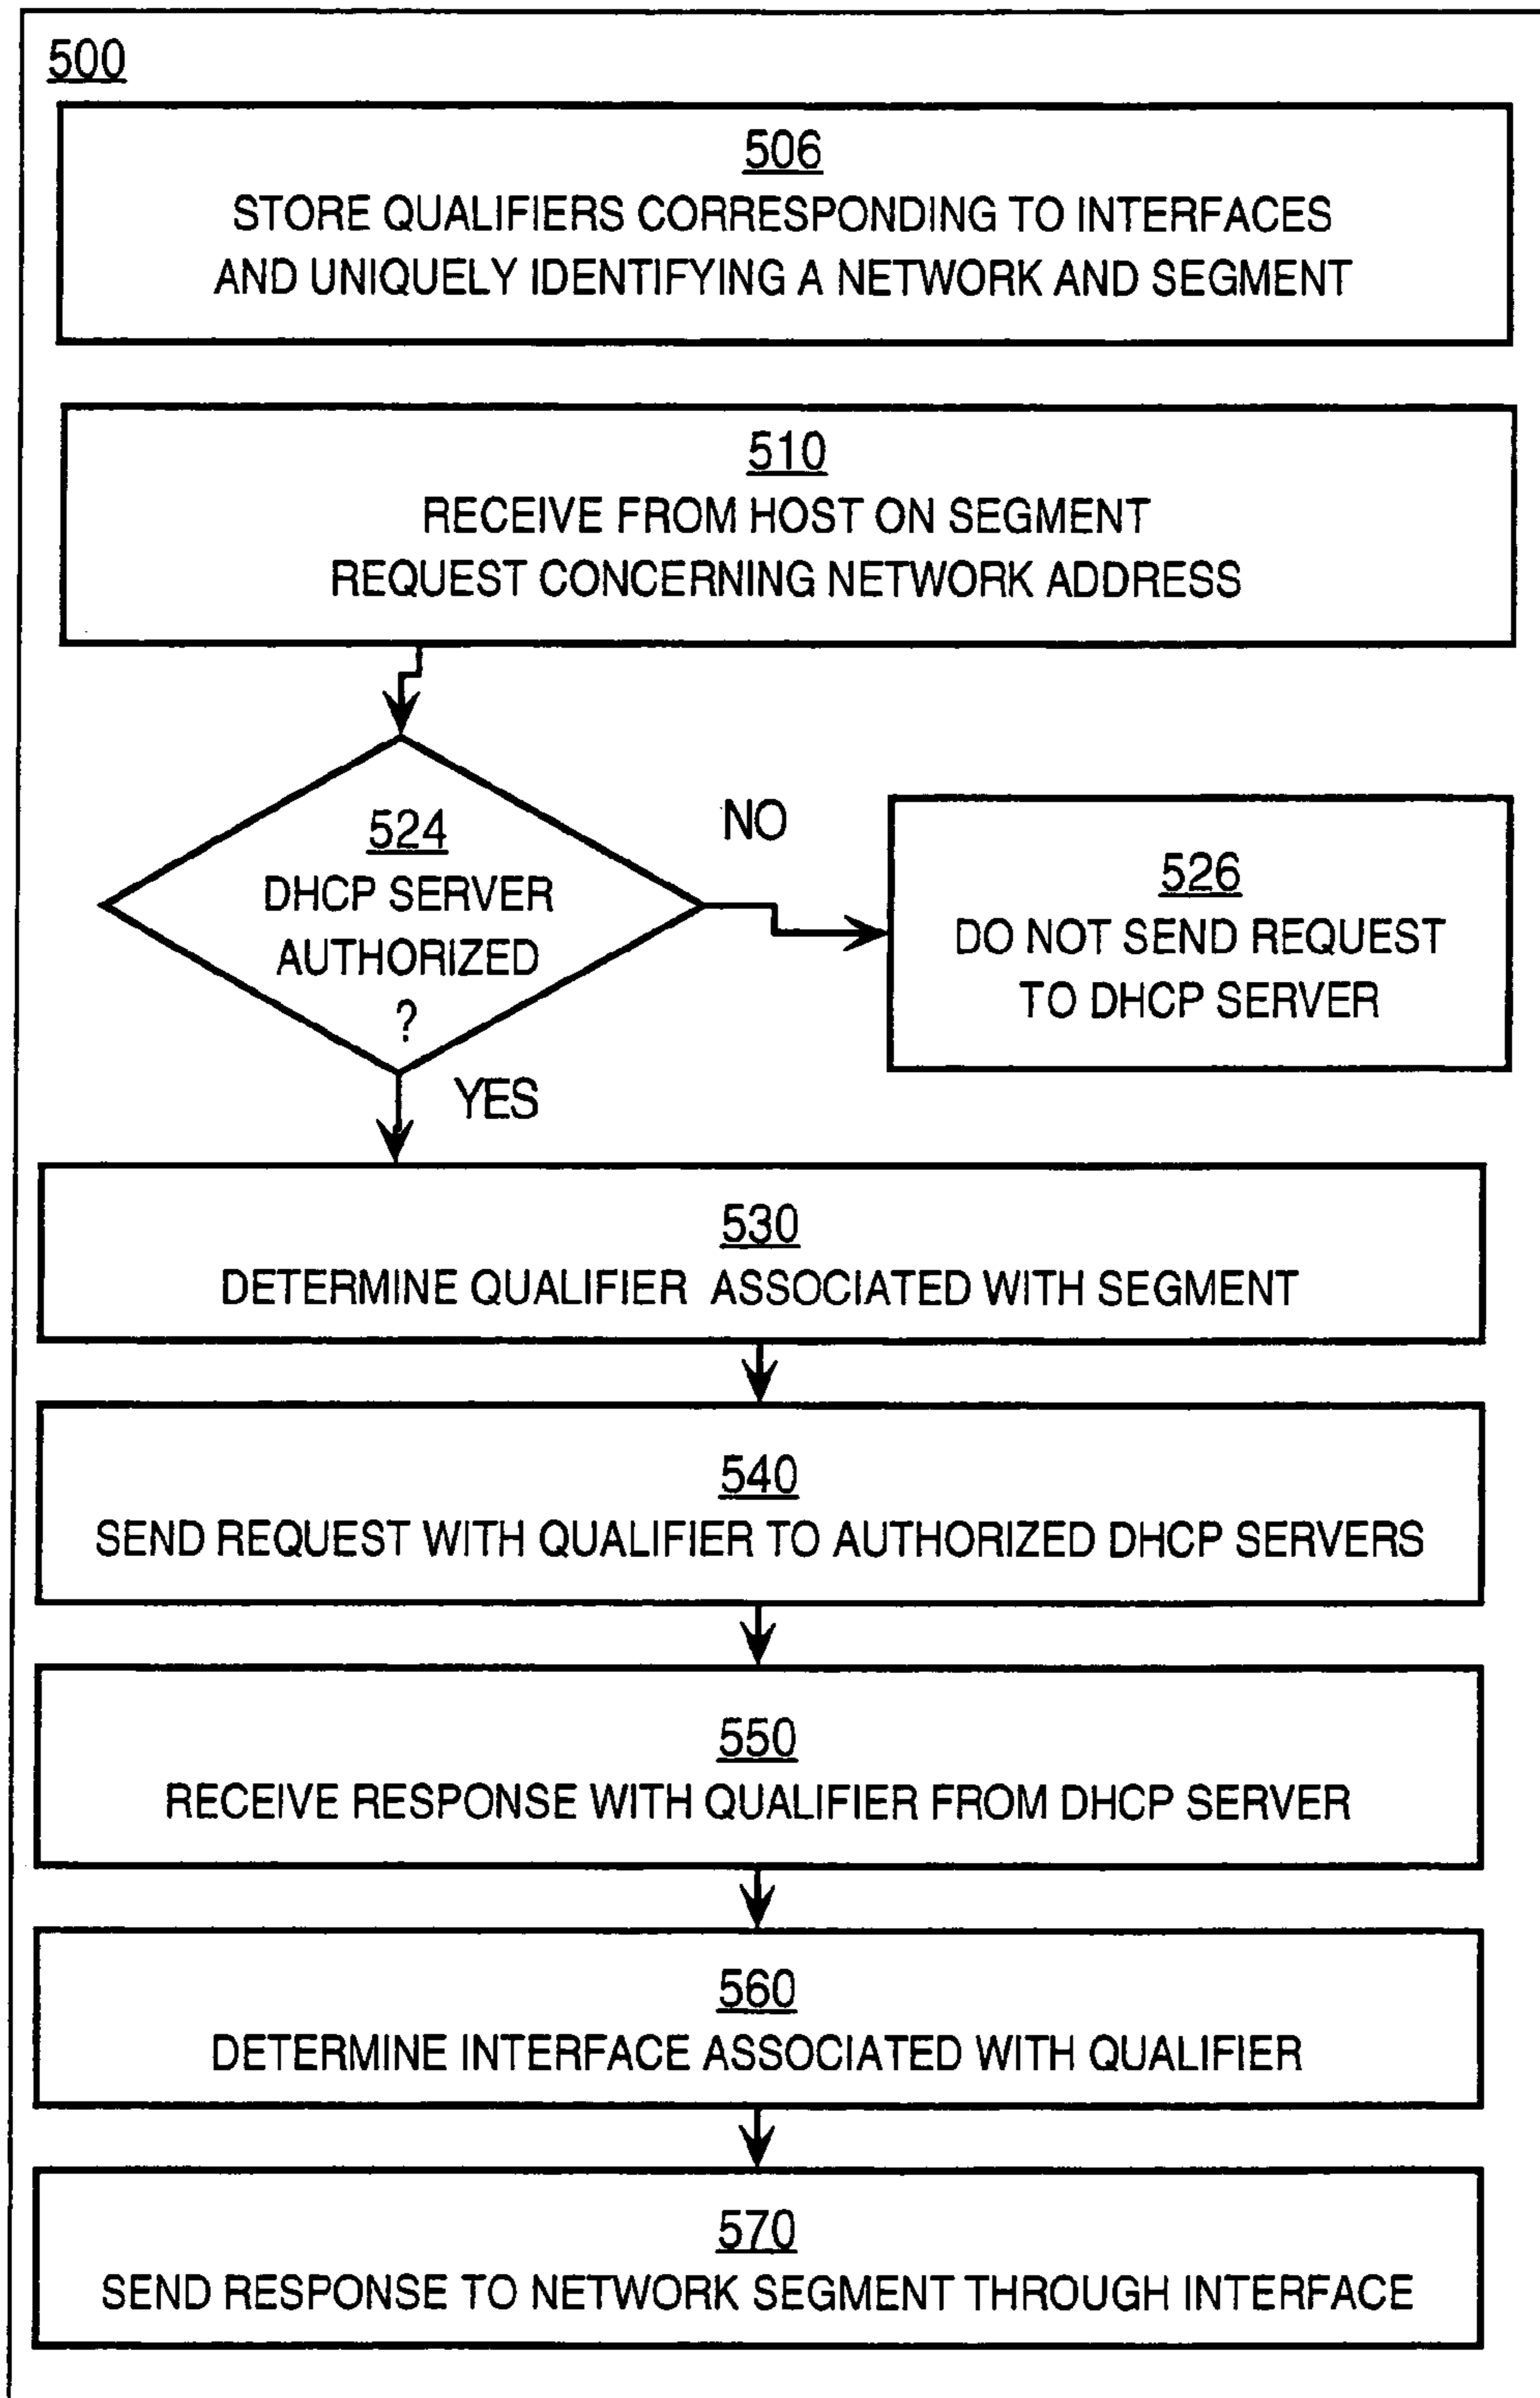 500
506
STORE QUALIFIERS CORRESPONDING TO INTERFACES
AND UNIQUELY IDENTIFYING A NETWORK AND SEGMENT
510
RECEIVE FROM HOST ON SEGMENT
REQUEST CONCERNING NETWORK ADDRESS
524
DHCP SERVER
AUTHORIZED
?
NO
526
DO NOT SEND REQUEST
TO DHCP SERVER
YES
530
DETERMINE QUALIFIER ASSOCIATED WITH SEGMENT
540
SEND REQUEST WITH QUALIFIER TO AUTHORIZED DHCP SERVERS
550
RECEIVE RESPONSE WITH QUALIFIER FROM DHCP SERVER
560
DETERMINE INTERFACE ASSOCIATED WITH QUALIFIER
570
SEND RESPONSE TO NETWORK SEGMENT THROUGH INTERFACE